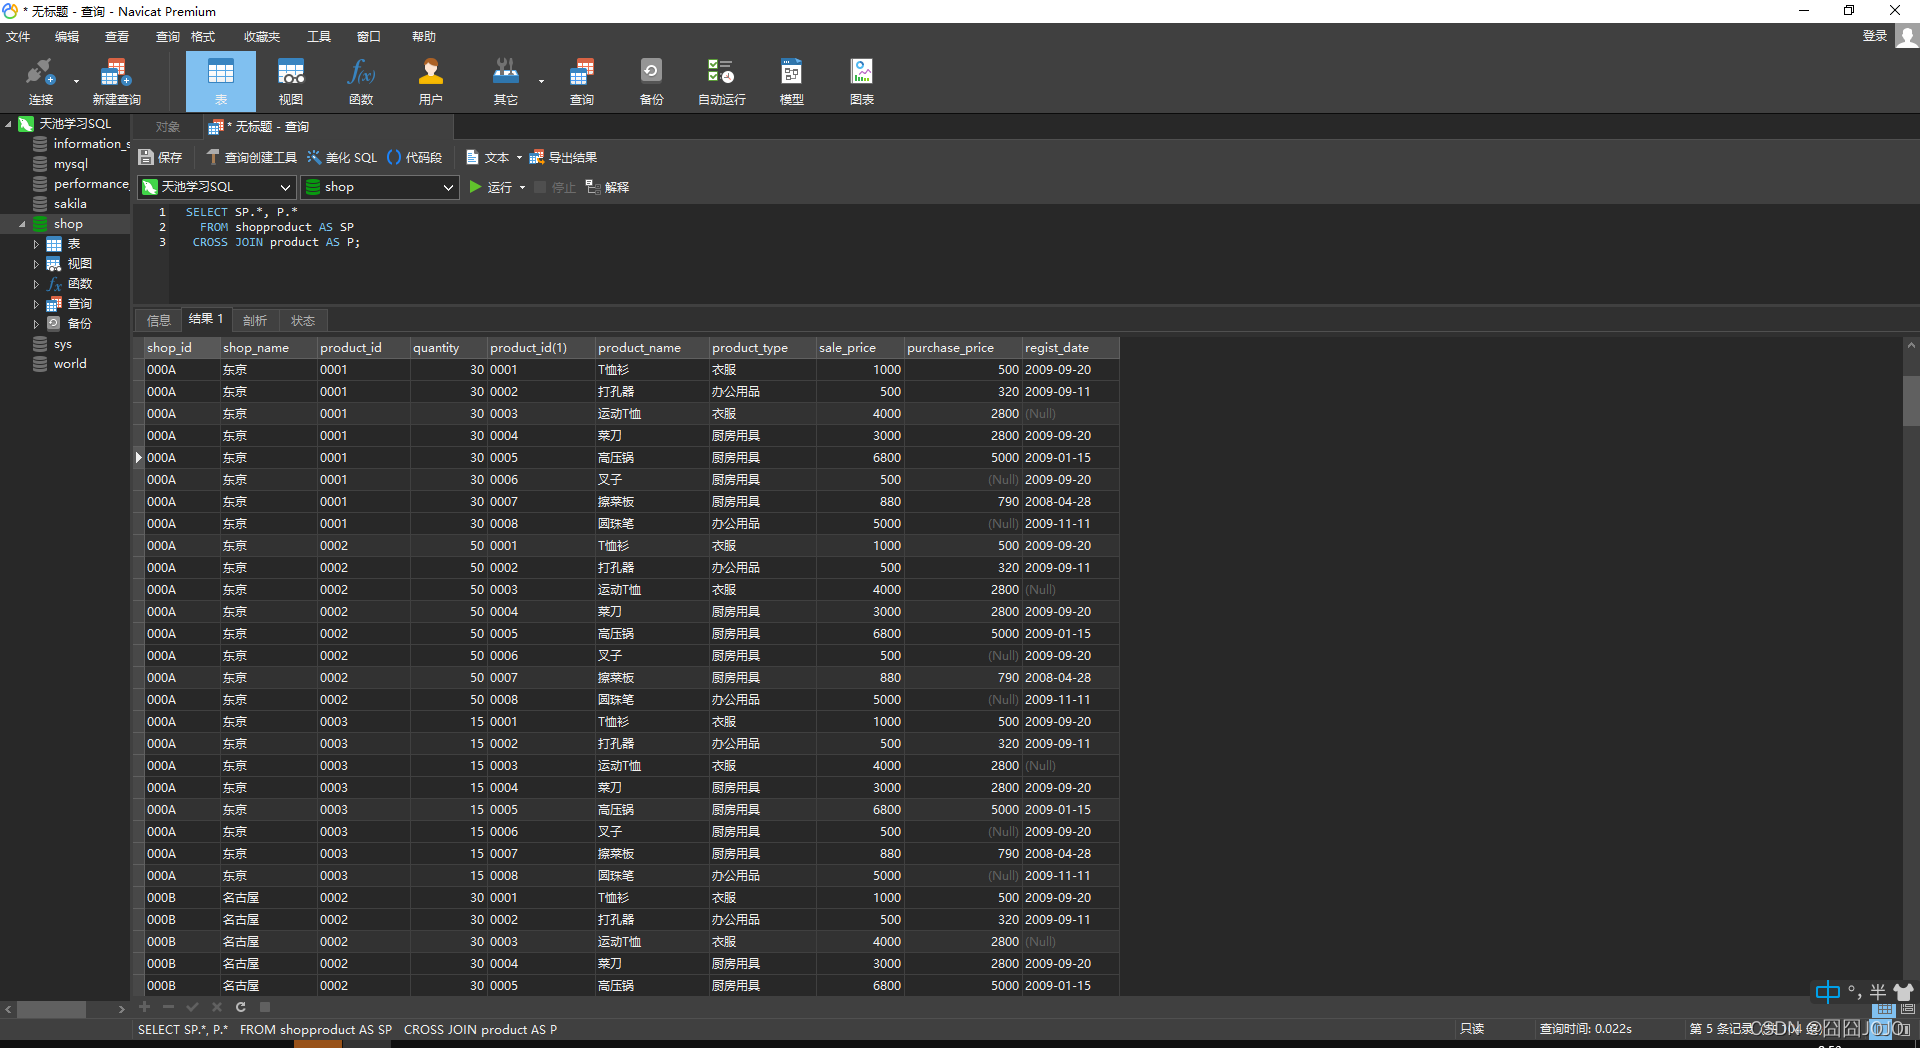 * 无标题 - 查询 - Navicat Premium
文件 编辑 查看 查询 格式 收藏夹 工具 窗口 帮助 登录
连接 新建查询 表 视图 函数 用户 其它 查询 备份 自动运行 模型 图表
天池学习SQL
information_s
mysql
performance_
sakila
shop
表
视图
函数
查询
备份
sys
world
对象 * 无标题 - 查询
保存 查询创建工具 美化 SQL () 代码段 文本 导出结果
天池学习SQL shop 运行 停止 解释
1 SELECT SP.*, P.*
2 FROM shopproduct AS SP
3 CROSS JOIN product AS P;
信息 结果 1 剖析 状态
shop_id shop_name product_id quantity product_id(1) product_name product_type sale_price purchase_price regist_date
000A 东京 0001 30 0001 T恤衫 衣服 1000 500 2009-09-20
000A 东京 0001 30 0002 打孔器 办公用品 500 320 2009-09-11
000A 东京 0001 30 0003 运动T恤 衣服 4000 2800 (Null)
000A 东京 0001 30 0004 菜刀 厨房用具 3000 2800 2009-09-20
000A 东京 0001 30 0005 高压锅 厨房用具 6800 5000 2009-01-15
000A 东京 0001 30 0006 叉子 厨房用具 500 (Null) 2009-09-20
000A 东京 0001 30 0007 擦菜板 厨房用具 880 790 2008-04-28
000A 东京 0001 30 0008 圆珠笔 办公用品 5000 (Null) 2009-11-11
000A 东京 0002 50 0001 T恤衫 衣服 1000 500 2009-09-20
000A 东京 0002 50 0002 打孔器 办公用品 500 320 2009-09-11
000A 东京 0002 50 0003 运动T恤 衣服 4000 2800 (Null)
000A 东京 0002 50 0004 菜刀 厨房用具 3000 2800 2009-09-20
000A 东京 0002 50 0005 高压锅 厨房用具 6800 5000 2009-01-15
000A 东京 0002 50 0006 叉子 厨房用具 500 (Null) 2009-09-20
000A 东京 0002 50 0007 擦菜板 厨房用具 880 790 2008-04-28
000A 东京 0002 50 0008 圆珠笔 办公用品 5000 (Null) 2009-11-11
000A 东京 0003 15 0001 T恤衫 衣服 1000 500 2009-09-20
000A 东京 0003 15 0002 打孔器 办公用品 500 320 2009-09-11
000A 东京 0003 15 0003 运动T恤 衣服 4000 2800 (Null)
000A 东京 0003 15 0004 菜刀 厨房用具 3000 2800 2009-09-20
000A 东京 0003 15 0005 高压锅 厨房用具 6800 5000 2009-01-15
000A 东京 0003 15 0006 叉子 厨房用具 500 (Null) 2009-09-20
000A 东京 0003 15 0007 擦菜板 厨房用具 880 790 2008-04-28
000A 东京 0003 15 0008 圆珠笔 办公用品 5000 (Null) 2009-11-11
000B 名古屋 0002 30 0001 T恤衫 衣服 1000 500 2009-09-20
000B 名古屋 0002 30 0002 打孔器 办公用品 500 320 2009-09-11
000B 名古屋 0002 30 0003 运动T恤 衣服 4000 2800 (Null)
000B 名古屋 0002 30 0004 菜刀 厨房用具 3000 2800 2009-09-20
000B 名古屋 0002 30 0005 高压锅 厨房用具 6800 5000 2009-01-15
中 °, 半
SELECT SP.*, P.* FROM shopproduct AS SP CROSS JOIN product AS P 只读 查询时间: 0.022s 第 5 条记录
CSDN @囧囧JOJO